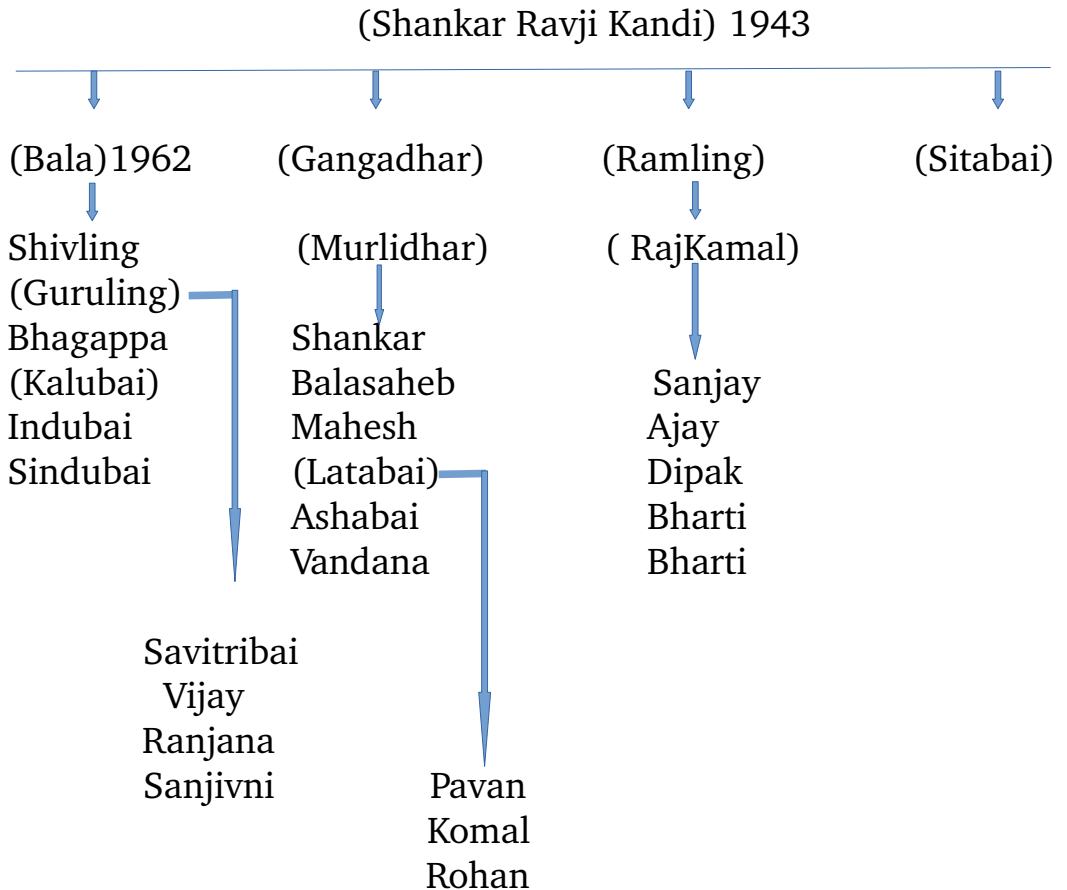 (Shankar Ravji Kandi) 1943
(Bala)1962 (Gangadhar) (Ramling) (Sitabai)
Shivling (Murlidhar) ( RajKamal)
(Guruling)
Bhagappa Shankar
(Kalubai) Balasaheb Sanjay
Indubai Mahesh Ajay
Sindubai (Latabai) Dipak
Ashabai Bharti
Vandana Bharti
Savitribai
Vijay
Ranjana
Sanjivni Pavan
Komal
Rohan